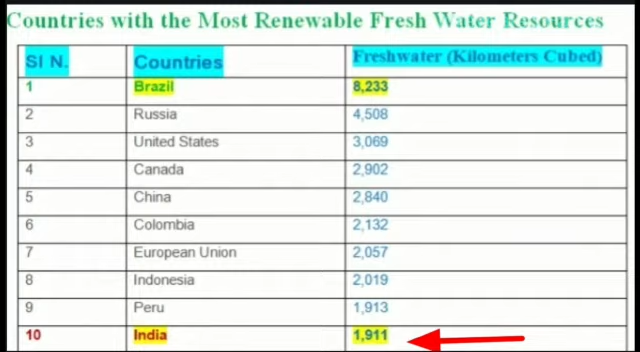 Countries with the Most Renewable Fresh Water Resources
Sl N. Countries Freshwater (Kilometers Cubed)
1 Brazil 8,233
2 Russia 4,508
3 United States 3,069
4 Canada 2,902
5 China 2,840
6 Colombia 2,132
7 European Union 2,057
8 Indonesia 2,019
9 Peru 1,913
10 India 1,911